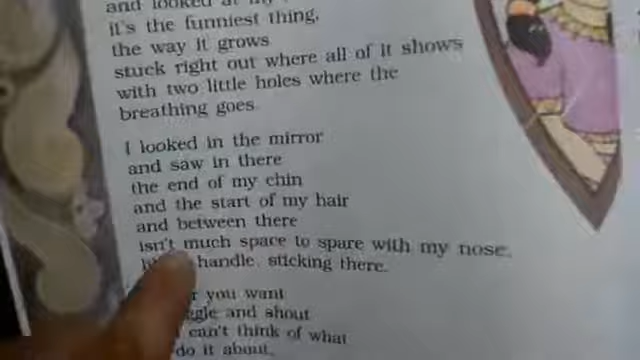 and looked at my
it's the funniest thing,
the way it grows
stuck right out where all of it shows
with two little holes where the
breathing goes.
I looked in the mirror
and saw in there
the end of my chin
and the start of my hair
and between there
isn't much space to spare with my nose,
handle, sticking there.
you want
and shout
can't think of what
do it about.